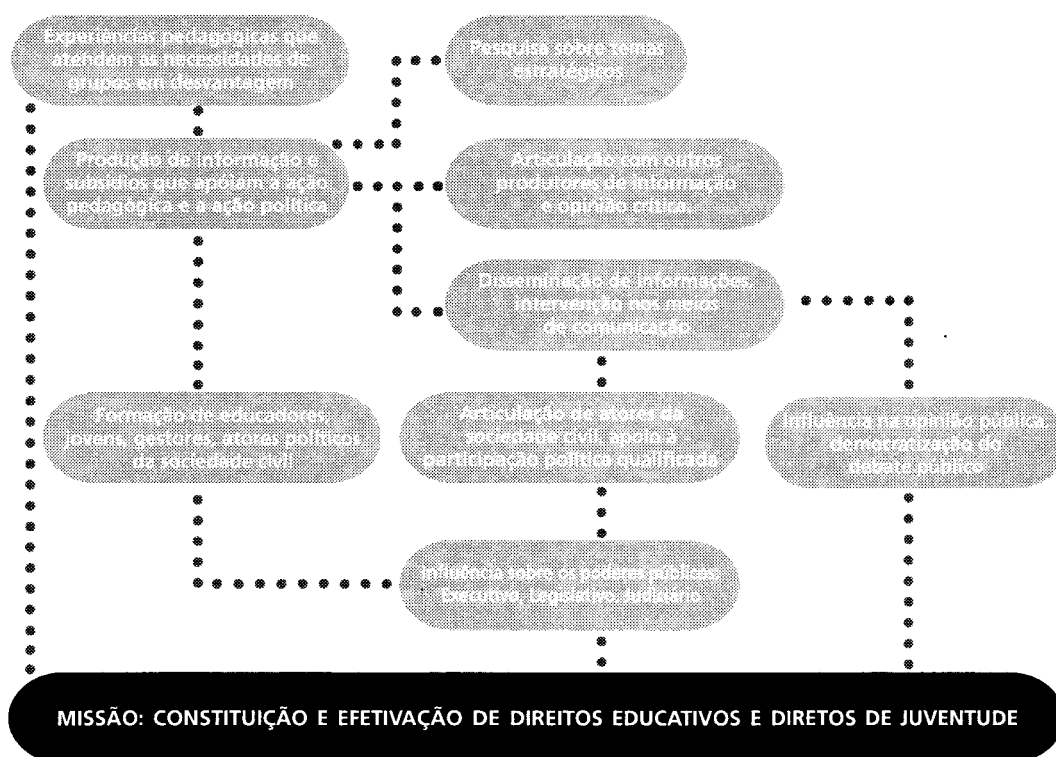 Experiências pedagógicas que
atendem as necessidades de
grupos em desvantagem
Pesquisa sobre temas
estratégicos
Produção de informação e
subsídios que apóiam a ação
pedagógica e a ação política
Articulação com outros
produtores de informação
e opinião crítica.
Disseminação de informações,
intervenção nos meios
de comunicação
Formação de educadores,
jovens, gestores, atores políticos
da sociedade civil
Articulação de atores da
sociedade civil, apoio à
participação política qualificada
Influência na opinião pública,
democratização do
debate público
Influência sobre os poderes públicos:
Executivo, Legislativo, Judiciário
MISSÃO: CONSTITUIÇÃO E EFETIVAÇÃO DE DIREITOS EDUCATIVOS E DIRETOS DE JUVENTUDE